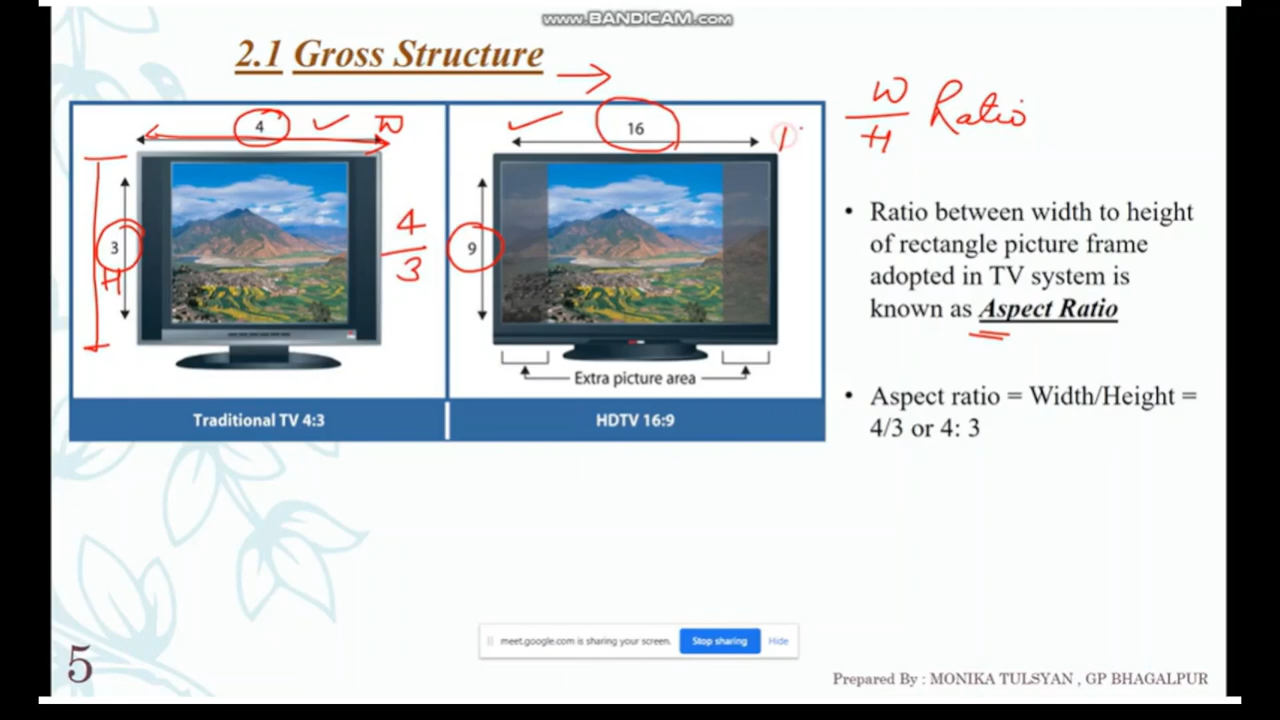 www.BANDICAM.com
2.1 Gross Structure
4
W
3
H
4
3
16
9
Extra picture area
Traditional TV 4:3
HDTV 16:9
W
H
Ratio
• Ratio between width to height
of rectangle picture frame
adopted in TV system is
known as Aspect Ratio
• Aspect ratio = Width/Height =
4/3 or 4: 3
meet.google.com is sharing your screen.
Stop sharing
Hide
5
Prepared By : MONIKA TULSYAN , GP BHAGALPUR